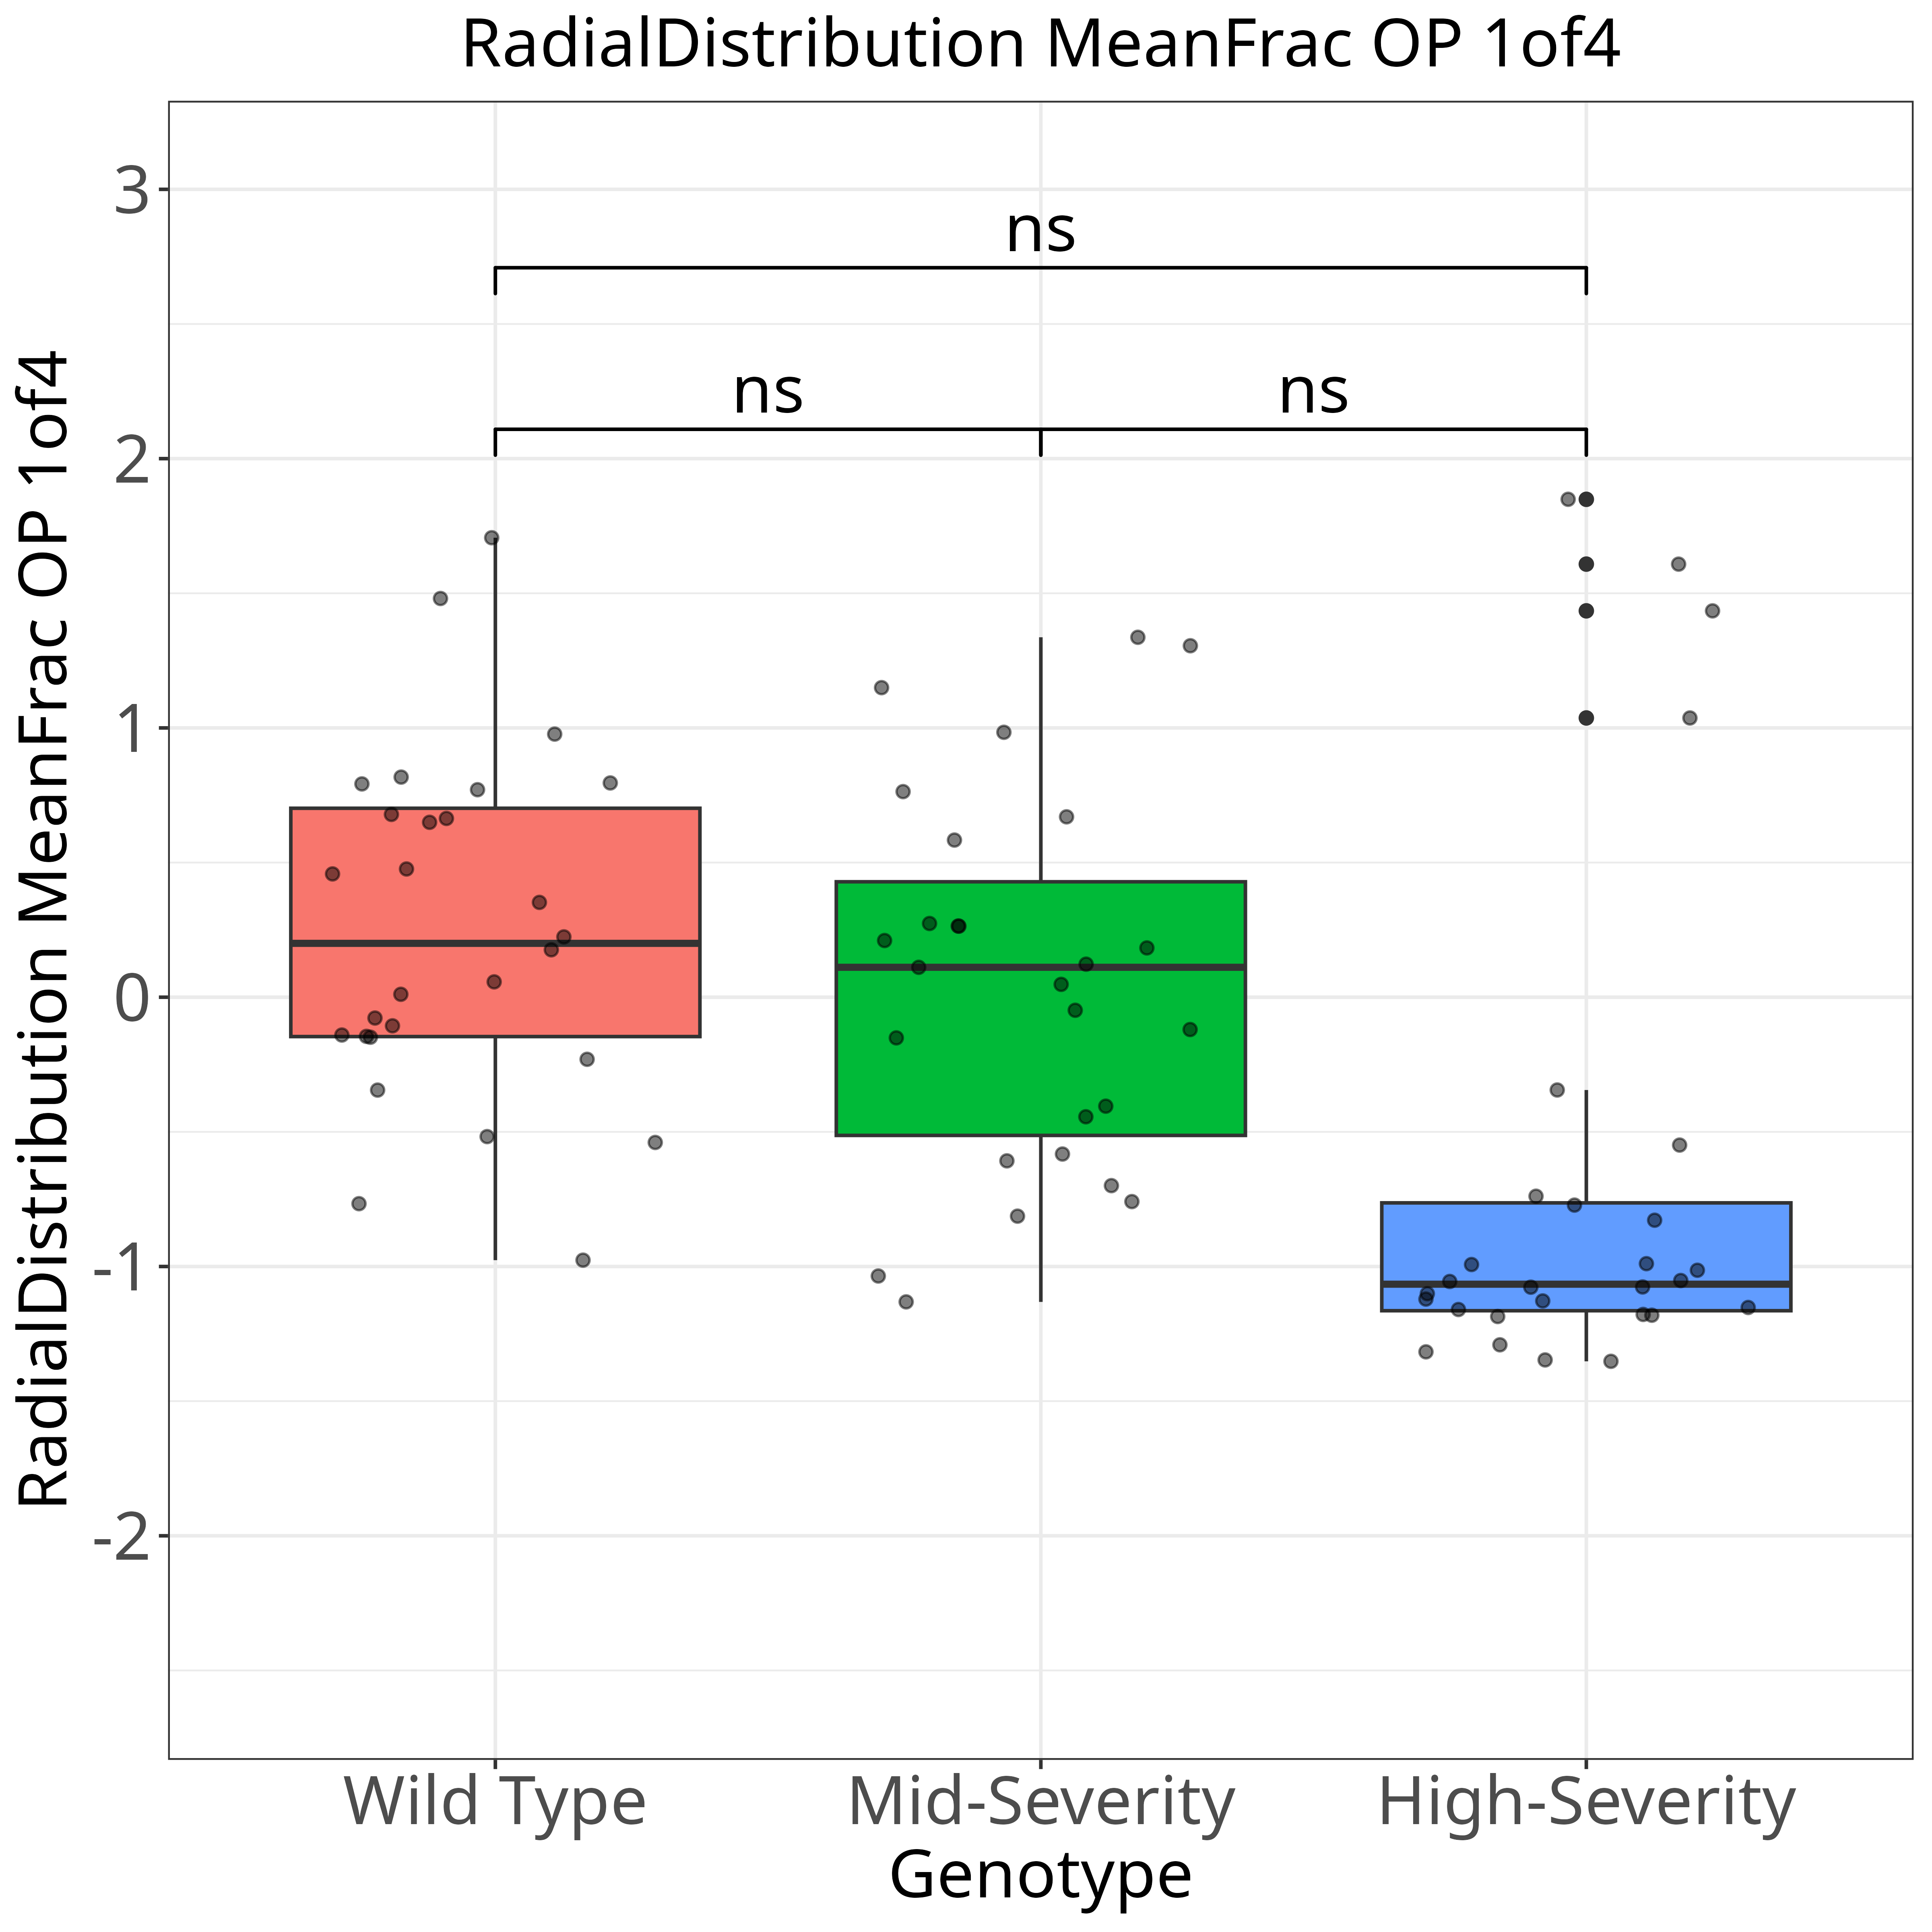 RadialDistribution MeanFrac OP 1of4
RadialDistribution MeanFrac OP 1of4
3
2
1
0
-1
-2
ns
ns
ns
Wild Type
Mid-Severity
High-Severity
Genotype